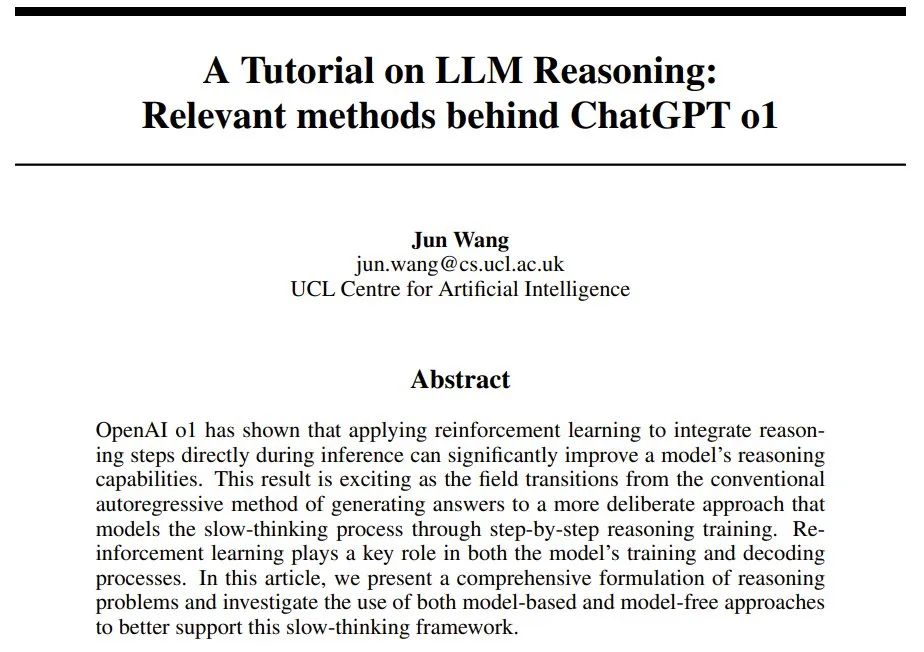 A Tutorial on LLM Reasoning:
Relevant methods behind ChatGPT o1
Jun Wang
jun.wang@cs.ucl.ac.uk
UCL Centre for Artificial Intelligence
Abstract
OpenAI o1 has shown that applying reinforcement learning to integrate reason-
ing steps directly during inference can significantly improve a model's reasoning
capabilities. This result is exciting as the field transitions from the conventional
autoregressive method of generating answers to a more deliberate approach that
models the slow-thinking process through step-by-step reasoning training. Re-
inforcement learning plays a key role in both the model's training and decoding
processes. In this article, we present a comprehensive formulation of reasoning
problems and investigate the use of both model-based and model-free approaches
to better support this slow-thinking framework.